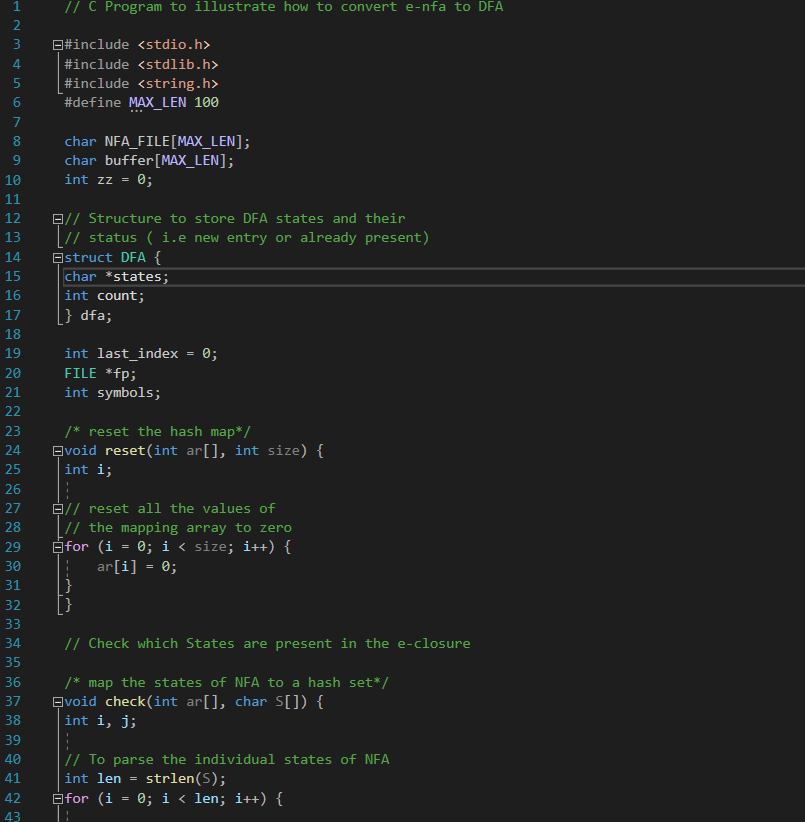 1 // C Program to illustrate how to convert e-nfa to DFA
2
3 #include <stdio.h>
4 #include <stdlib.h>
5 #include <string.h>
6 #define MAX_LEN 100
7
8 char NFA_FILE[MAX_LEN];
9 char buffer[MAX_LEN];
10 int zz = 0;
11
12 // Structure to store DFA states and their
13 // status ( i.e new entry or already present)
14 struct DFA {
15 char *states;
16 int count;
17 } dfa;
18
19 int last_index = 0;
20 FILE *fp;
21 int symbols;
22
23 /* reset the hash map*/
24 void reset(int ar[], int size) {
25 int i;
26
27 // reset all the values of
28 // the mapping array to zero
29 for (i = 0; i < size; i++) {
30 ar[i] = 0;
31 }
32 }
33
34 // Check which States are present in the e-closure
35
36 /* map the states of NFA to a hash set*/
37 void check(int ar[], char S[]) {
38 int i, j;
39
40 // To parse the individual states of NFA
41 int len = strlen(S);
42 for (i = 0; i < len; i++) {
43